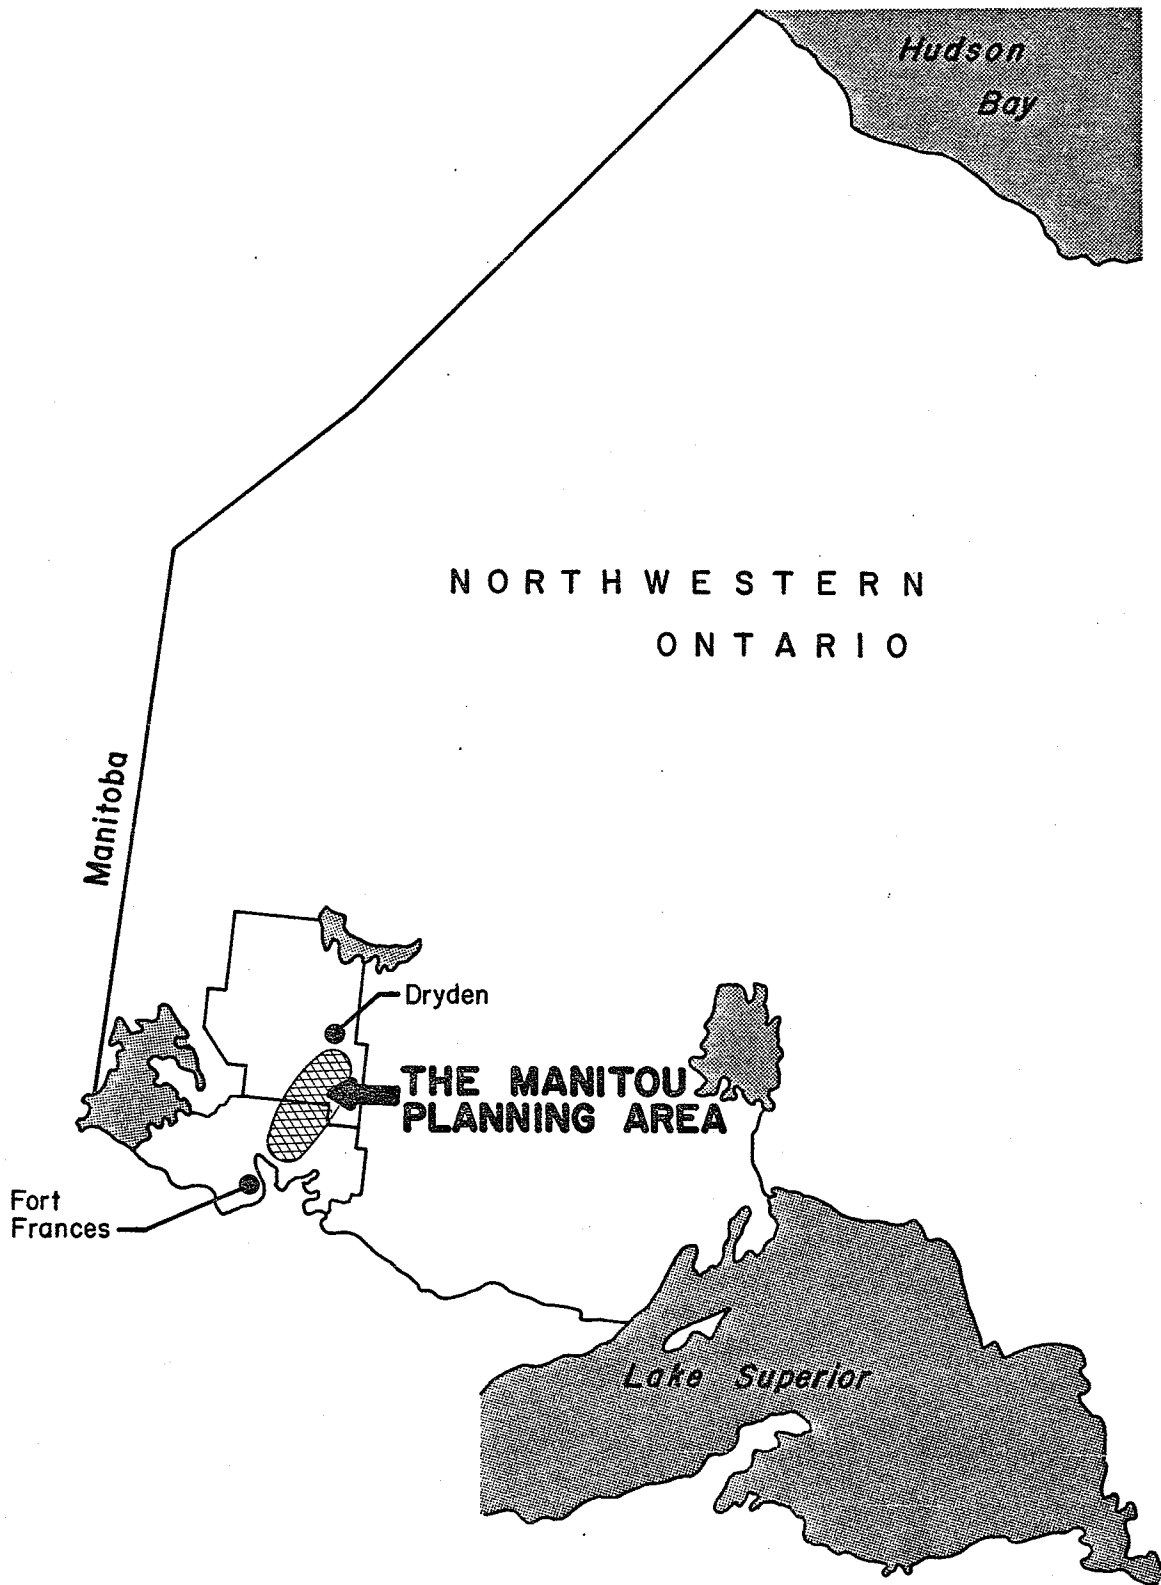 Hudson
Bay
NORTHWESTERN
ONTARIO
Manitoba
Dryden
THE MANITOU
PLANNING AREA
Fort
Frances
Lake Superior